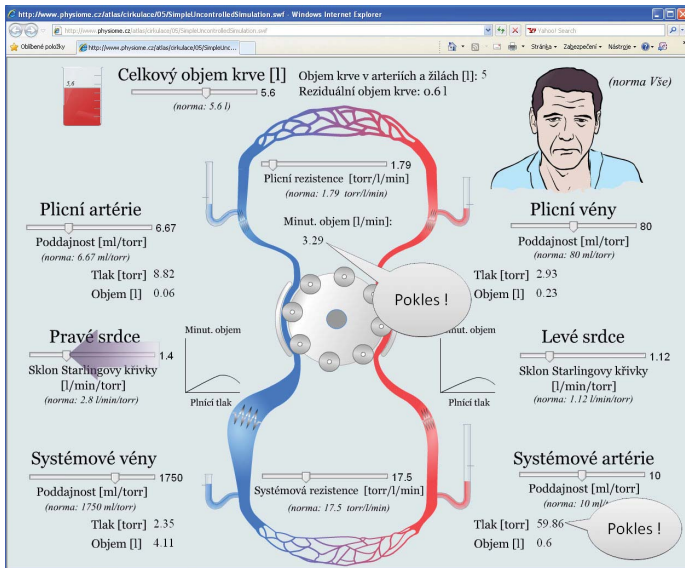 http://www.physiome.cz/atlas/cirkulace/05/SimpleUncontrolledSimulation.swf - Windows Internet Explorer
http://www.physiome.cz/atlas/cirkulace/05/SimpleUncontrolledSimulation.swf
Yahoo! Search
Oblíbené položky
http://www.physiome.cz/atlas/cirkulace/05/SimpleUnc...
Stránka
Zabezpečení
Nástroje
Celkový objem krve [l]
5.6
(norma: 5.6 l)
5,6
Objem krve v arteriích a žilách [l]: 5
Reziduální objem krve: 0.6 l
(norma Vše)
1.79
Plicní rezistence [torr/l/min]
(norma: 1.79 torr/l/min)
Minut. objem [l/min]:
3.29
Pokles !
Plicní artérie
6.67
Poddajnost [ml/torr]
(norma: 6.67 ml/torr)
Tlak [torr] 8.82
Objem [l] 0.06
Plicní vény
80
Poddajnost [ml/torr]
(norma: 80 ml/torr)
Tlak [torr] 2.93
Objem [l] 0.23
Pravé srdce
1.4
Sklon Starlingovy křivky
[l/min/torr]
(norma: 2.8 l/min/torr)
Minut. objem
Plnící tlak
Minut. objem
Plnící tlak
Levé srdce
1.12
Sklon Starlingovy křivky
[l/min/torr]
(norma: 1.12 l/min/torr)
Systémové vény
1750
Poddajnost [ml/torr]
(norma: 1750 ml/torr)
Tlak [torr] 2.35
Objem [l] 4.11
17.5
Systémová rezistence [torr/l/min]
(norma: 17.5 torr/l/min)
Systémové artérie
10
Poddajnost [ml/torr]
(norma: 10 ml/
Tlak [torr] 59.86
Objem [l] 0.6
Pokles !